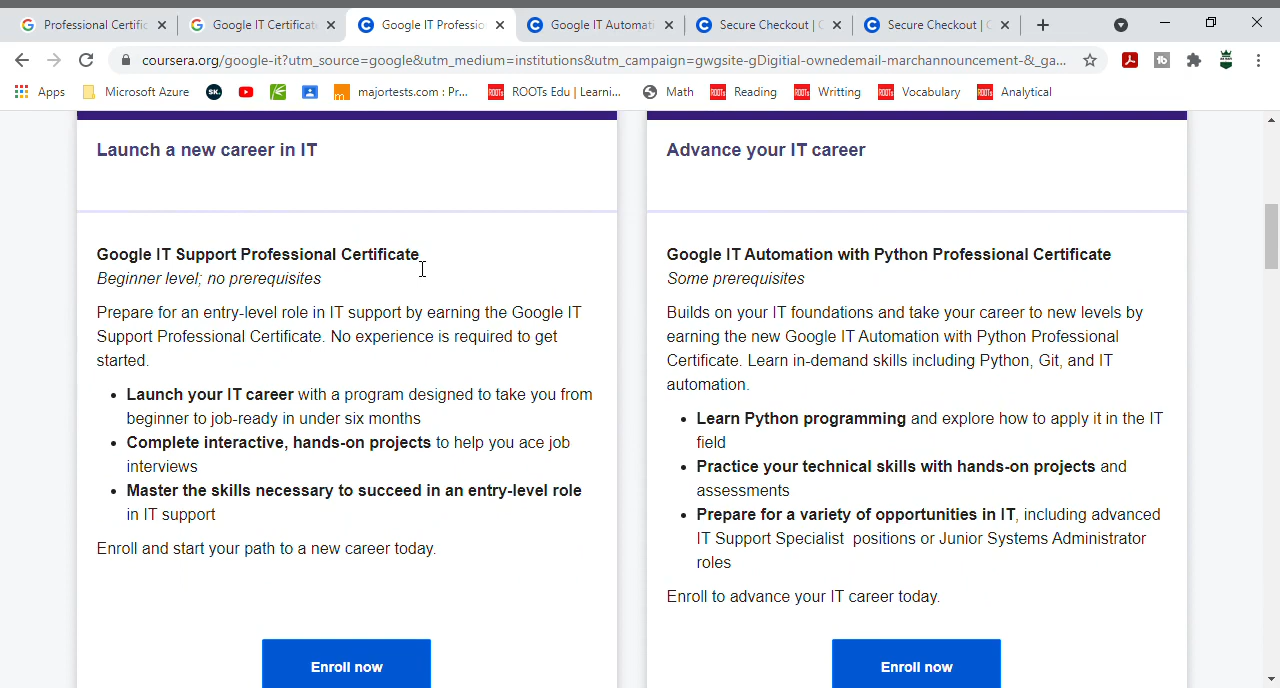 Professional Certific
Google IT Certificat
Google IT Professio
Google IT Automati
Secure Checkout | C
Secure Checkout | C
coursera.org/google-it?utm_source=google&utm_medium=institutions&utm_campaign=gwgsite-gDigitial-ownedemail-marchannouncement-&_ga...
Apps
Microsoft Azure
SK.
majortests.com : Pr...
ROOTs Edu | Learni...
Math
Reading
Writting
Vocabulary
Analytical
Launch a new career in IT
Google IT Support Professional Certificate
Beginner level; no prerequisites
Prepare for an entry-level role in IT support by earning the Google IT
Support Professional Certificate. No experience is required to get
started.
• Launch your IT career with a program designed to take you from
beginner to job-ready in under six months
• Complete interactive, hands-on projects to help you ace job
interviews
• Master the skills necessary to succeed in an entry-level role
in IT support
Enroll and start your path to a new career today.
Enroll now
Advance your IT career
Google IT Automation with Python Professional Certificate
Some prerequisites
Builds on your IT foundations and take your career to new levels by
earning the new Google IT Automation with Python Professional
Certificate. Learn in-demand skills including Python, Git, and IT
automation.
• Learn Python programming and explore how to apply it in the IT
field
• Practice your technical skills with hands-on projects and
assessments
• Prepare for a variety of opportunities in IT, including advanced
IT Support Specialist positions or Junior Systems Administrator
roles
Enroll to advance your IT career today.
Enroll now